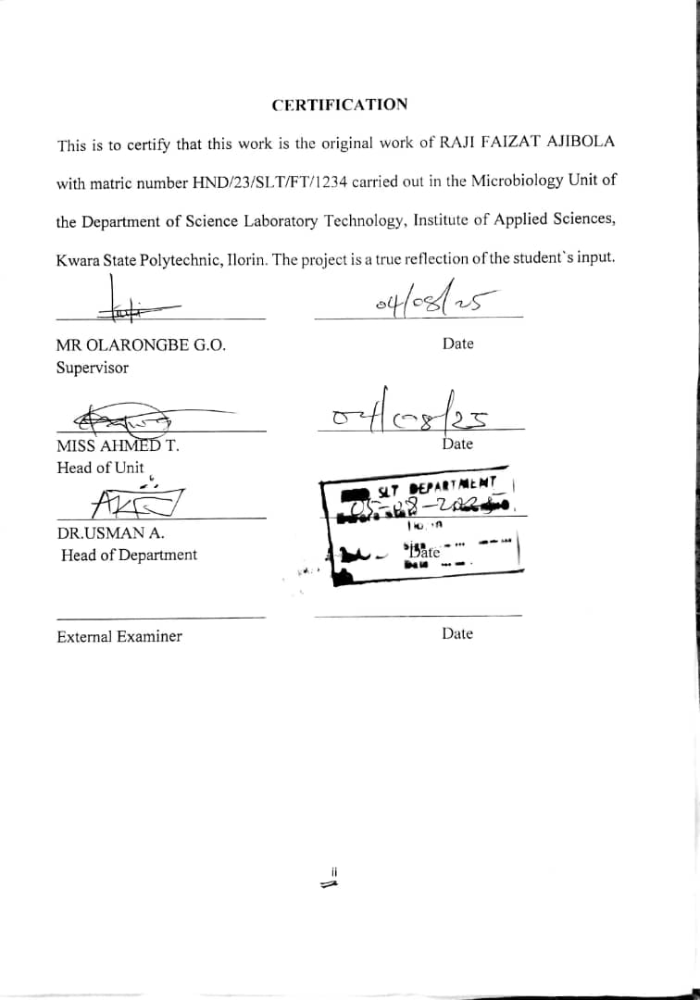 CERTIFICATION
This is to certify that this work is the original work of RAJI FAIZAT AJIBOLA
with matric number HND/23/SLT/FT/1234 carried out in the Microbiology Unit of
the Department of Science Laboratory Technology, Institute of Applied Sciences,
Kwara State Polytechnic, Ilorin. The project is a true reflection of the student`s input.
04/08/25
MR OLARONGBE G.O. Date
Supervisor
04/08/25
MISS AHMED T. Date
Head of Unit
SLT DEPARTMENT
05-08-2025
DR.USMAN A.
Sign
Head of Department Date
Date
External Examiner Date
ii